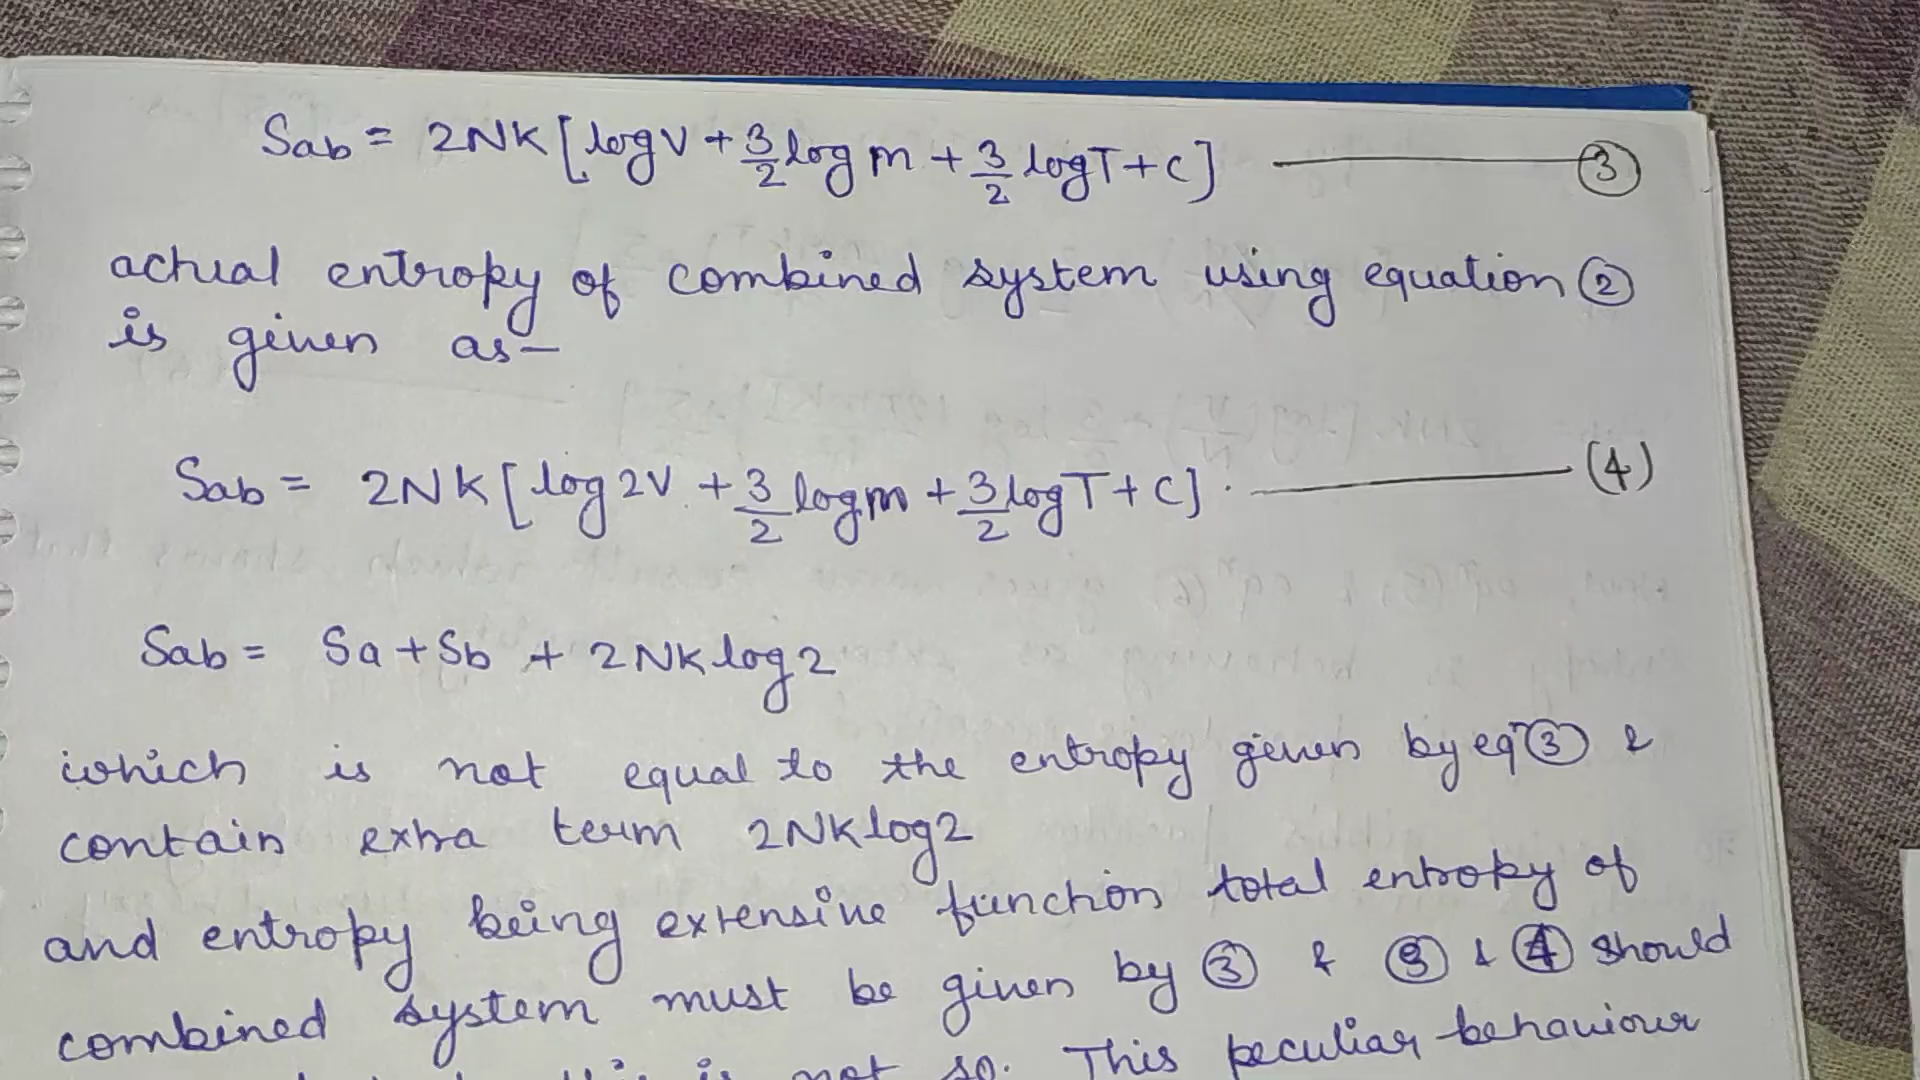 Sab = 2NK [log V + 3/2 log m + 3/2 log T + C] ——— ③
actual entropy of combined system using equation ②
is given as –
Sab = 2NK [log 2V + 3/2 log m + 3/2 log T + C]. ——— (4)
Sab = Sa + Sb + 2NK log 2
which is not equal to the entropy given by eqⁿ ③ &
contain extra term 2NK log 2
and entropy being extensive function total entropy of
combined system must be given by ③ & ③ & ④ should
not so. This peculiar behaviour